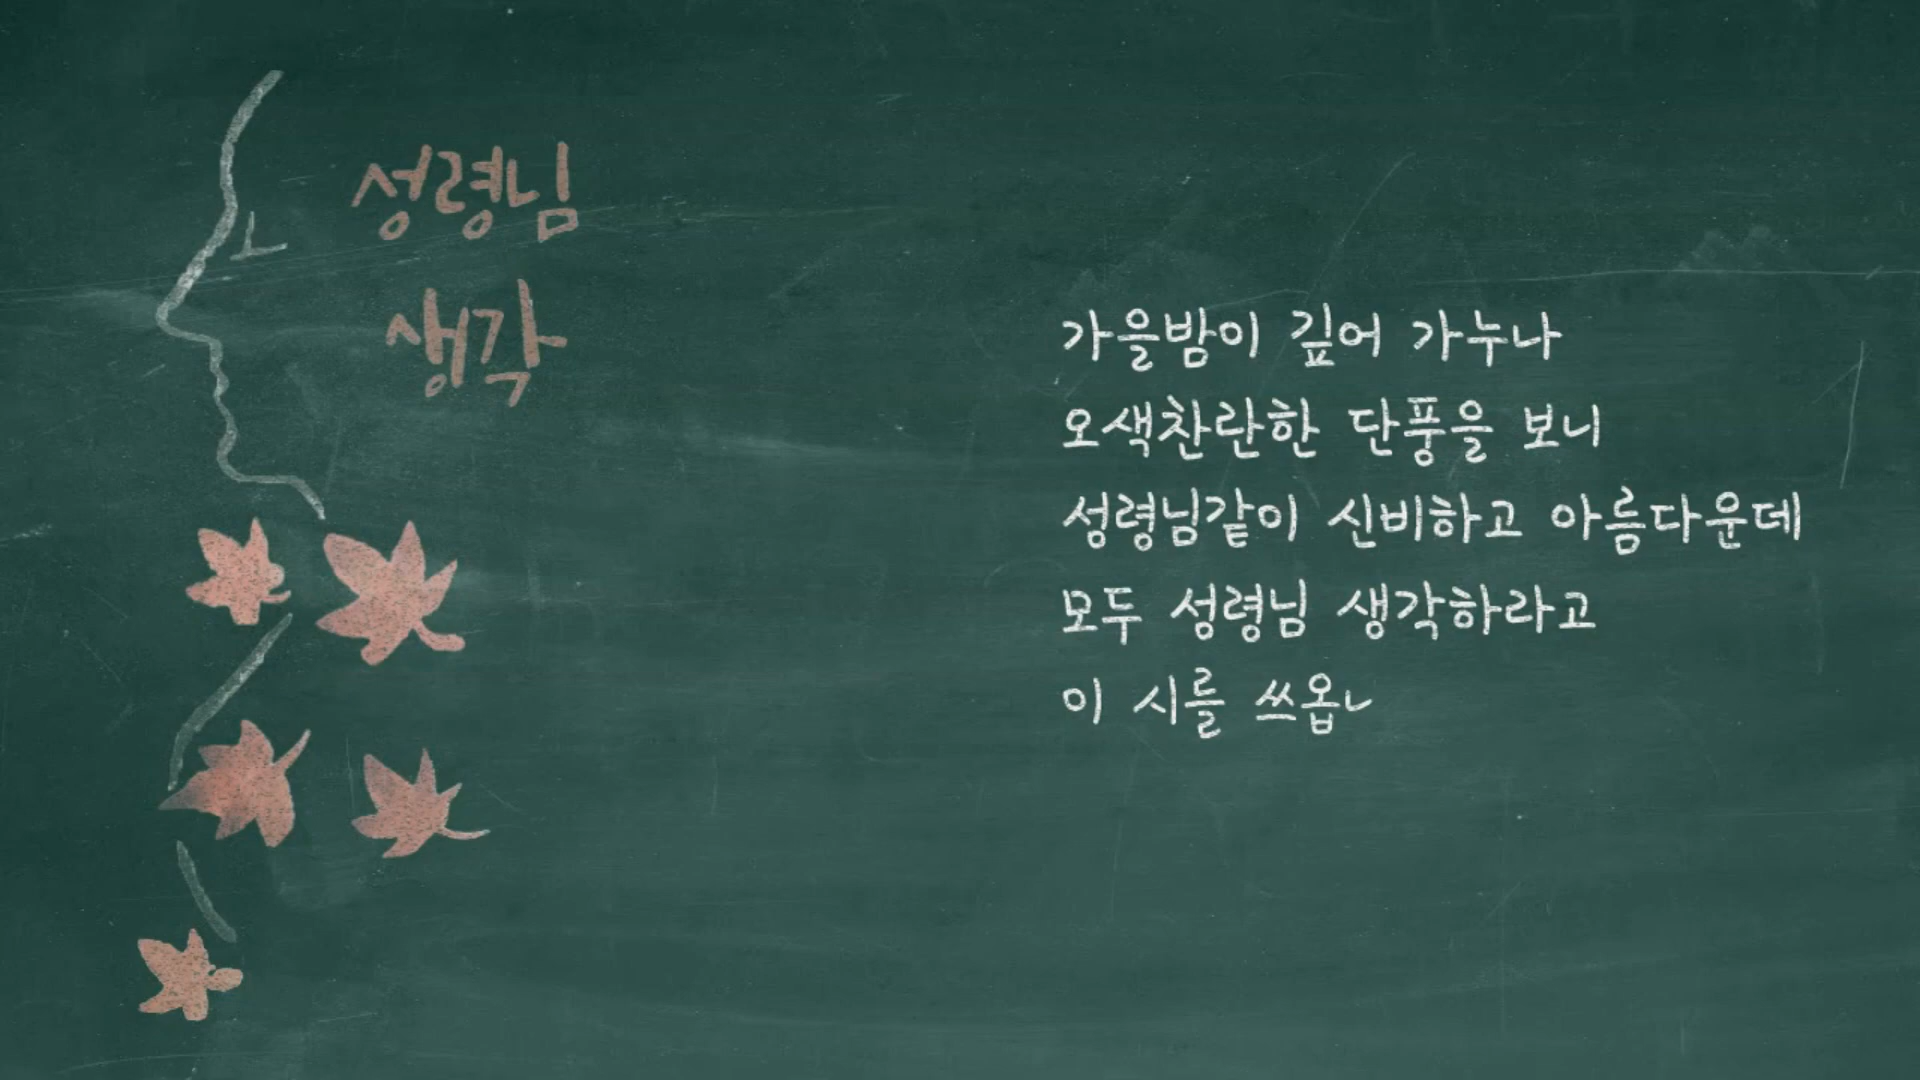 성령님
생각
가을밤이 깊어 가누나
오색찬란한 단풍을 보니
성령님같이 신비하고 아름다운데
모두 성령님 생각하라고
이 시를 쓰옵